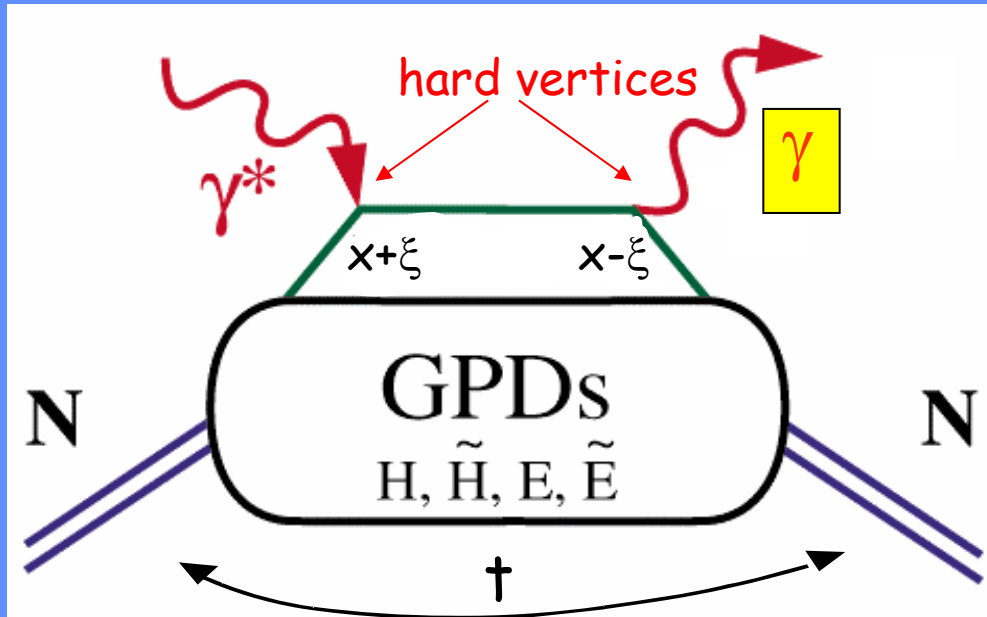 hard vertices
γ*
γ
x+ξ
x-ξ
GPDs
N
N
H, H̃, E, Ẽ
t